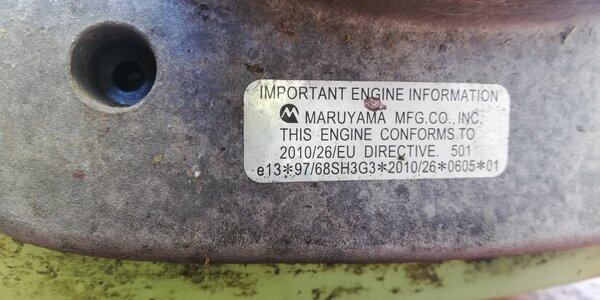 IMPORTANT ENGINE INFORMATION
MARUYAMA MFG.CO., INC.
THIS ENGINE CONFORMS TO
2010/26/EU DIRECTIVE. 501
e13*97/68SH3G3*2010/26*0605*01